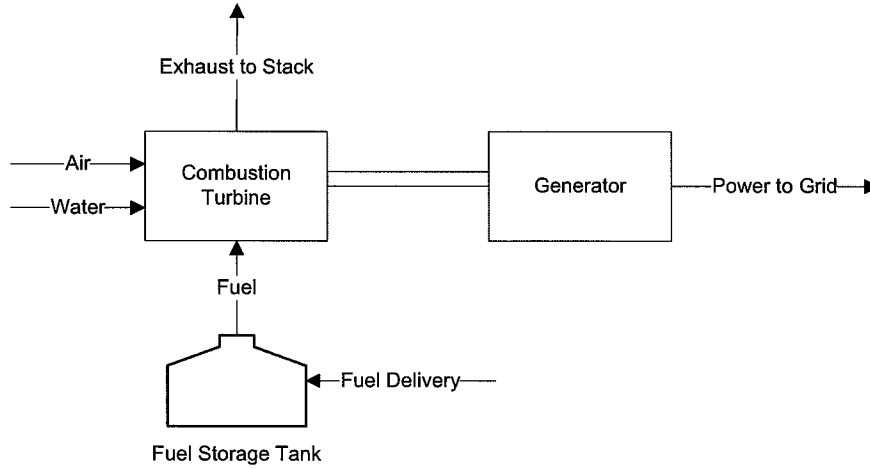 Exhaust to Stack
Air
Water
Combustion
Turbine
Generator
Power to Grid
Fuel
Fuel Delivery
Fuel Storage Tank